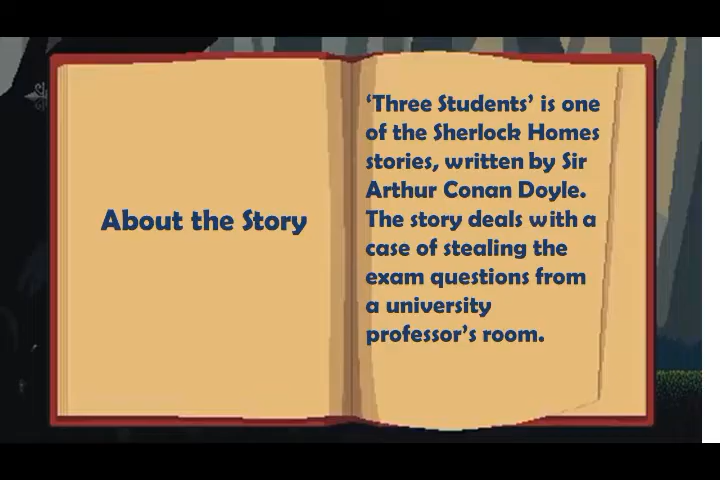 About the Story
‘Three Students’ is one
of the Sherlock Homes
stories, written by Sir
Arthur Conan Doyle.
The story deals with a
case of stealing the
exam questions from
a university
professor’s room.